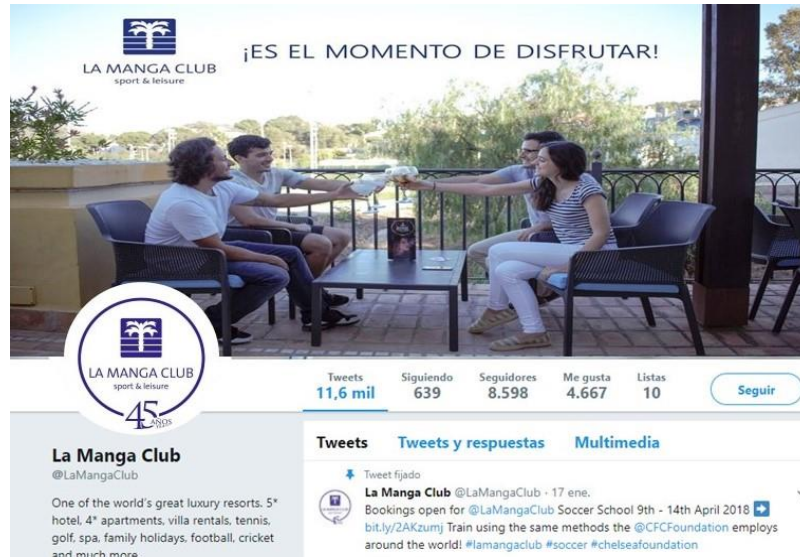 LA MANGA CLUB
sport & leisure
¡ES EL MOMENTO DE DISFRUTAR!
LA MANGA CLUB
sport & leisure
45 AÑOS
Tweets Siguiendo Seguidores Me gusta Listas
11,6 mil 639 8.598 4.667 10
Seguir
La Manga Club
@LaMangaClub
One of the world's great luxury resorts. 5*
hotel, 4* apartments, villa rentals, tennis,
golf, spa, family holidays, football, cricket
and much more
Tweets Tweets y respuestas Multimedia
Tweet fijado
La Manga Club @LaMangaClub · 17 ene.
Bookings open for @LaMangaClub Soccer School 9th - 14th April 2018 ➡
bit.ly/2AKzumj Train using the same methods the @CFCFoundation employs
around the world! #lamangaclub #soccer #chelseafoundation